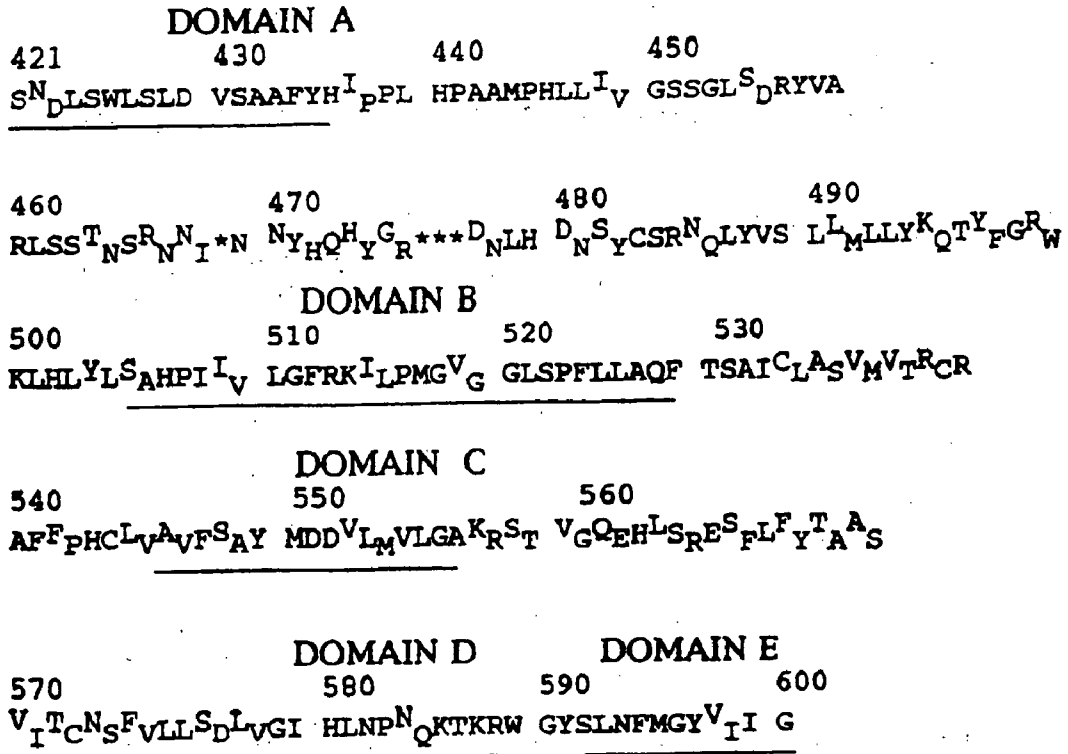 DOMAIN A
421 430 440 450
SNDLSWLSLD VSAAFYHIPPL HPAAMPHLLIV GSSGLSDRYVA
460 470 480 490
RLSSTNSRNNI*N NYHQHYGR***DNLH DNSYCSRNQLYVS LLMLLYKQTYFGRW
DOMAIN B
500 510 520 530
KLHLYLSAHPIIV LGFRKILPMGVG GLSPFLLAQF TSAICLASVMVTRCR
DOMAIN C
540 550 560
AFFPHCLVAVFSAY MDDVLMVLGAKRST VGQEHLSRESFLFYTAAS
DOMAIN D DOMAIN E
570 580 590 600
VITCNSFVLLSDLVGI HLNPNQKTKRW GYSLNFMGYVII G